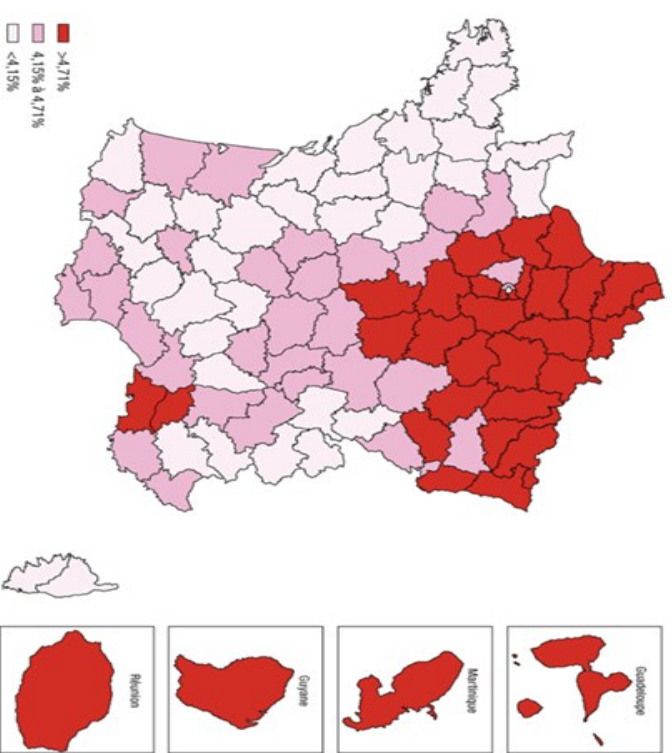 >4,71%
4,15% à 4,71%
<4,15%
Guadeloupe
Martinique
Guyane
Réunion